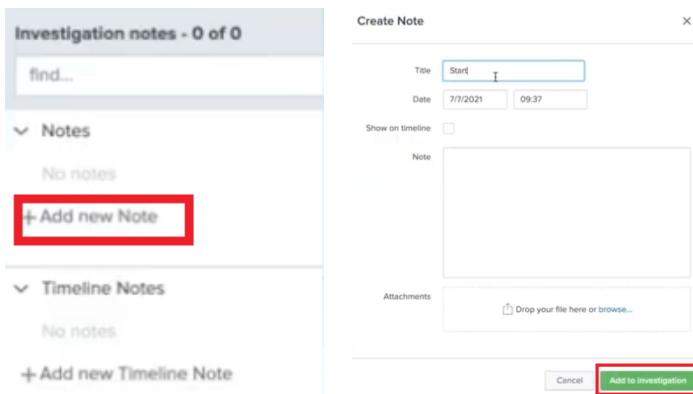 Investigation notes - 0 of 0
find...
Notes
No notes
+ Add new Note
Timeline Notes
No notes
+ Add new Timeline Note
Create Note
Title
Start
Date
7/7/2021
09:37
Show on timeline
Note
Attachments
Drop your file here or browse...
Cancel
Add to Investigation